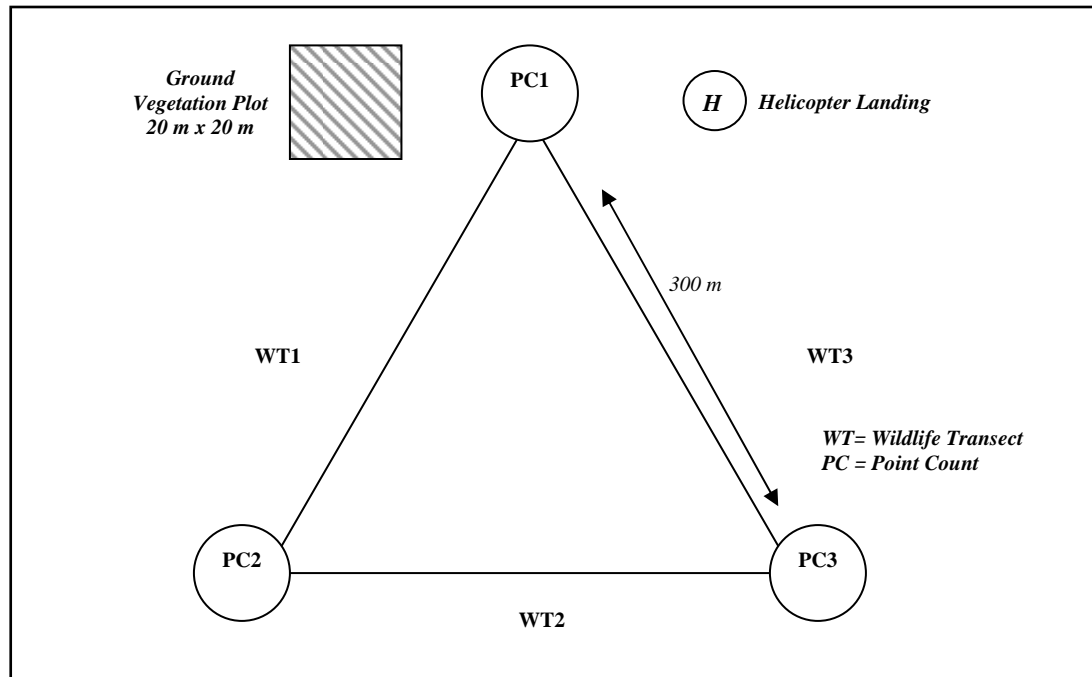 Ground
Vegetation Plot
20 m x 20 m
PC1
H
Helicopter Landing
300 m
WT1
WT3
WT= Wildlife Transect
PC = Point Count
PC2
PC3
WT2